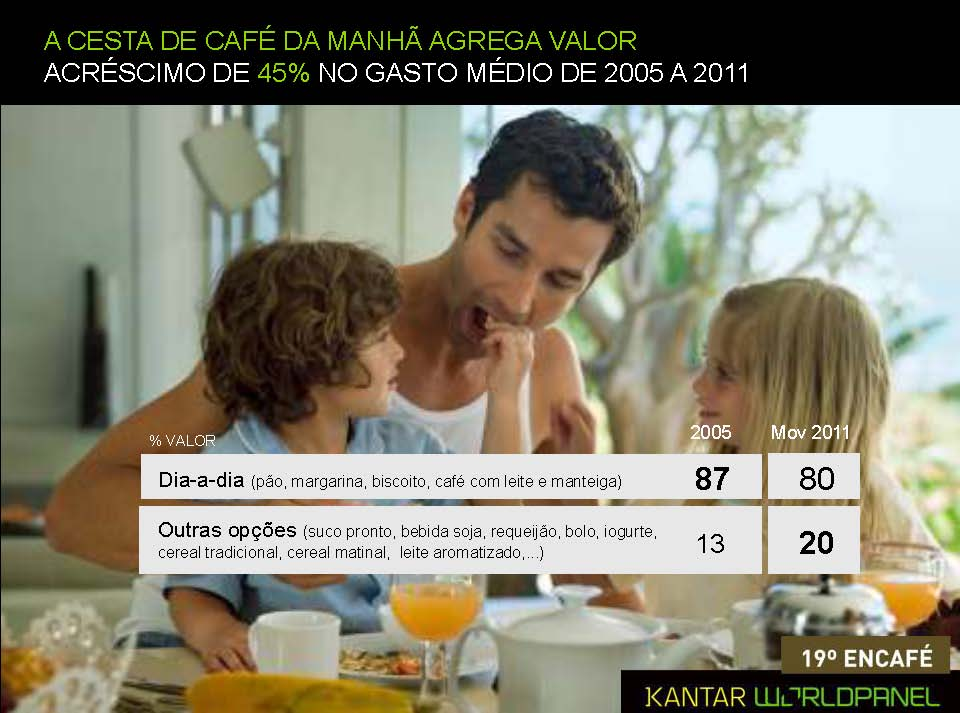 A CESTA DE CAFÉ DA MANHÃ AGREGA VALOR
ACRÉSCIMO DE 45% NO GASTO MÉDIO DE 2005 A 2011
% VALOR 2005 Mov 2011
Dia-a-dia (pão, margarina, biscoito, café com leite e manteiga) 87 80
Outras opções (suco pronto, bebida soja, requeijão, bolo, iogurte,
cereal tradicional, cereal matinal, leite aromatizado,...) 13 20
19º ENCAFÉ
KANTAR WORLDPANEL